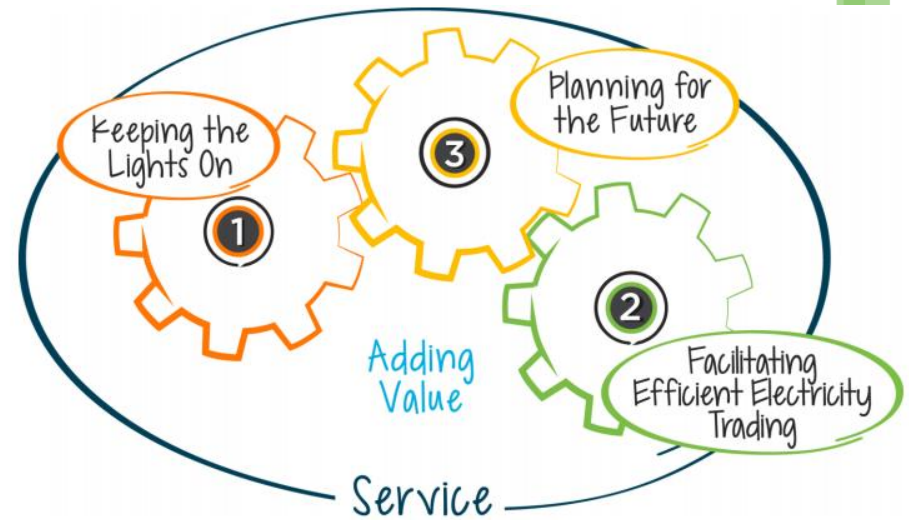 Keeping the
Lights On
1
3
Planning for
the Future
2
Facilitating
Efficient Electricity
Trading
Adding
Value
Service